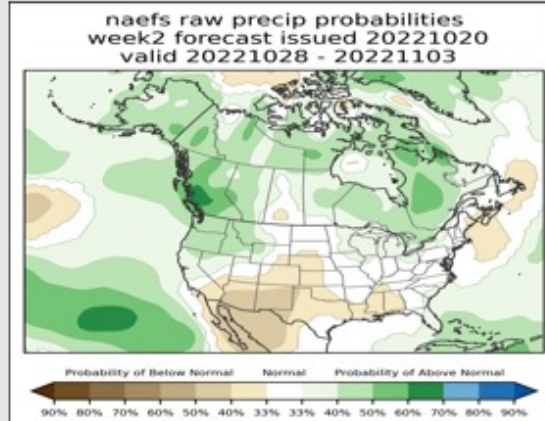 naefs raw precip probabilities
week2 forecast issued 20221020
valid 20221028 - 20221103
Probability of Below Normal Normal Probability of Above Normal
90% 80% 70% 60% 50% 40% 33% 33% 40% 50% 60% 70% 80% 90%